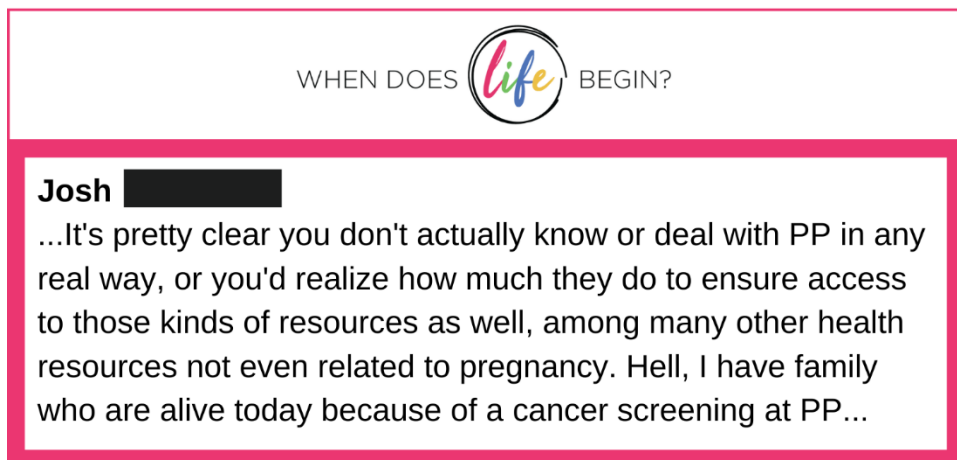 WHEN DOES life BEGIN?
Josh
...It's pretty clear you don't actually know or deal with PP in any
real way, or you'd realize how much they do to ensure access
to those kinds of resources as well, among many other health
resources not even related to pregnancy. Hell, I have family
who are alive today because of a cancer screening at PP...